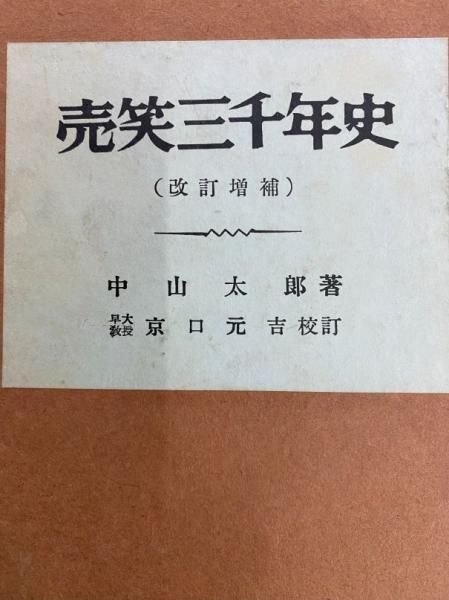 売笑三千年史
（改訂増補）
中山太郎著
早大教授 京口元吉校訂